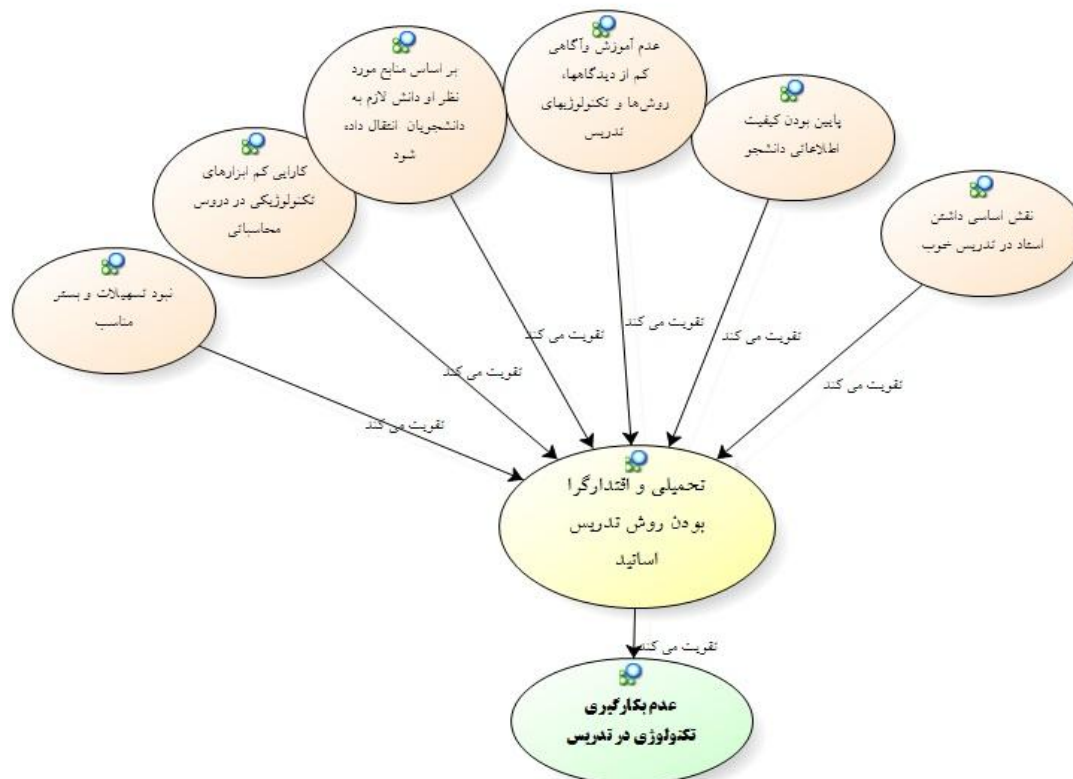 عدم آموزش وآگاهی
کم از دیدگاهها،
روش‌ها و تکنولوژیهای
تدریس
بر اساس منابع مورد
نظر او دانش لازم به
دانشجویان انتقال داده
شود
پایین بودن کیفیت
اطلاعاتی دانشجو
کارایی کم ابزارهای
تکنولوژیکی در دروس
محاسباتی
نقش اساسی داشتن
استاد در تدریس خوب
نبود تسهیلات و بستر
مناسب
تقویت می کند
تقویت می کند
تقویت می کند
تقویت می کند
تقویت می کند
تقویت می کند
تحمیلی و اقتدارگرا
بودن روش تدریس
اساتید
تقویت می کند
عدم بکارگیری
تکنولوژی در تدریس